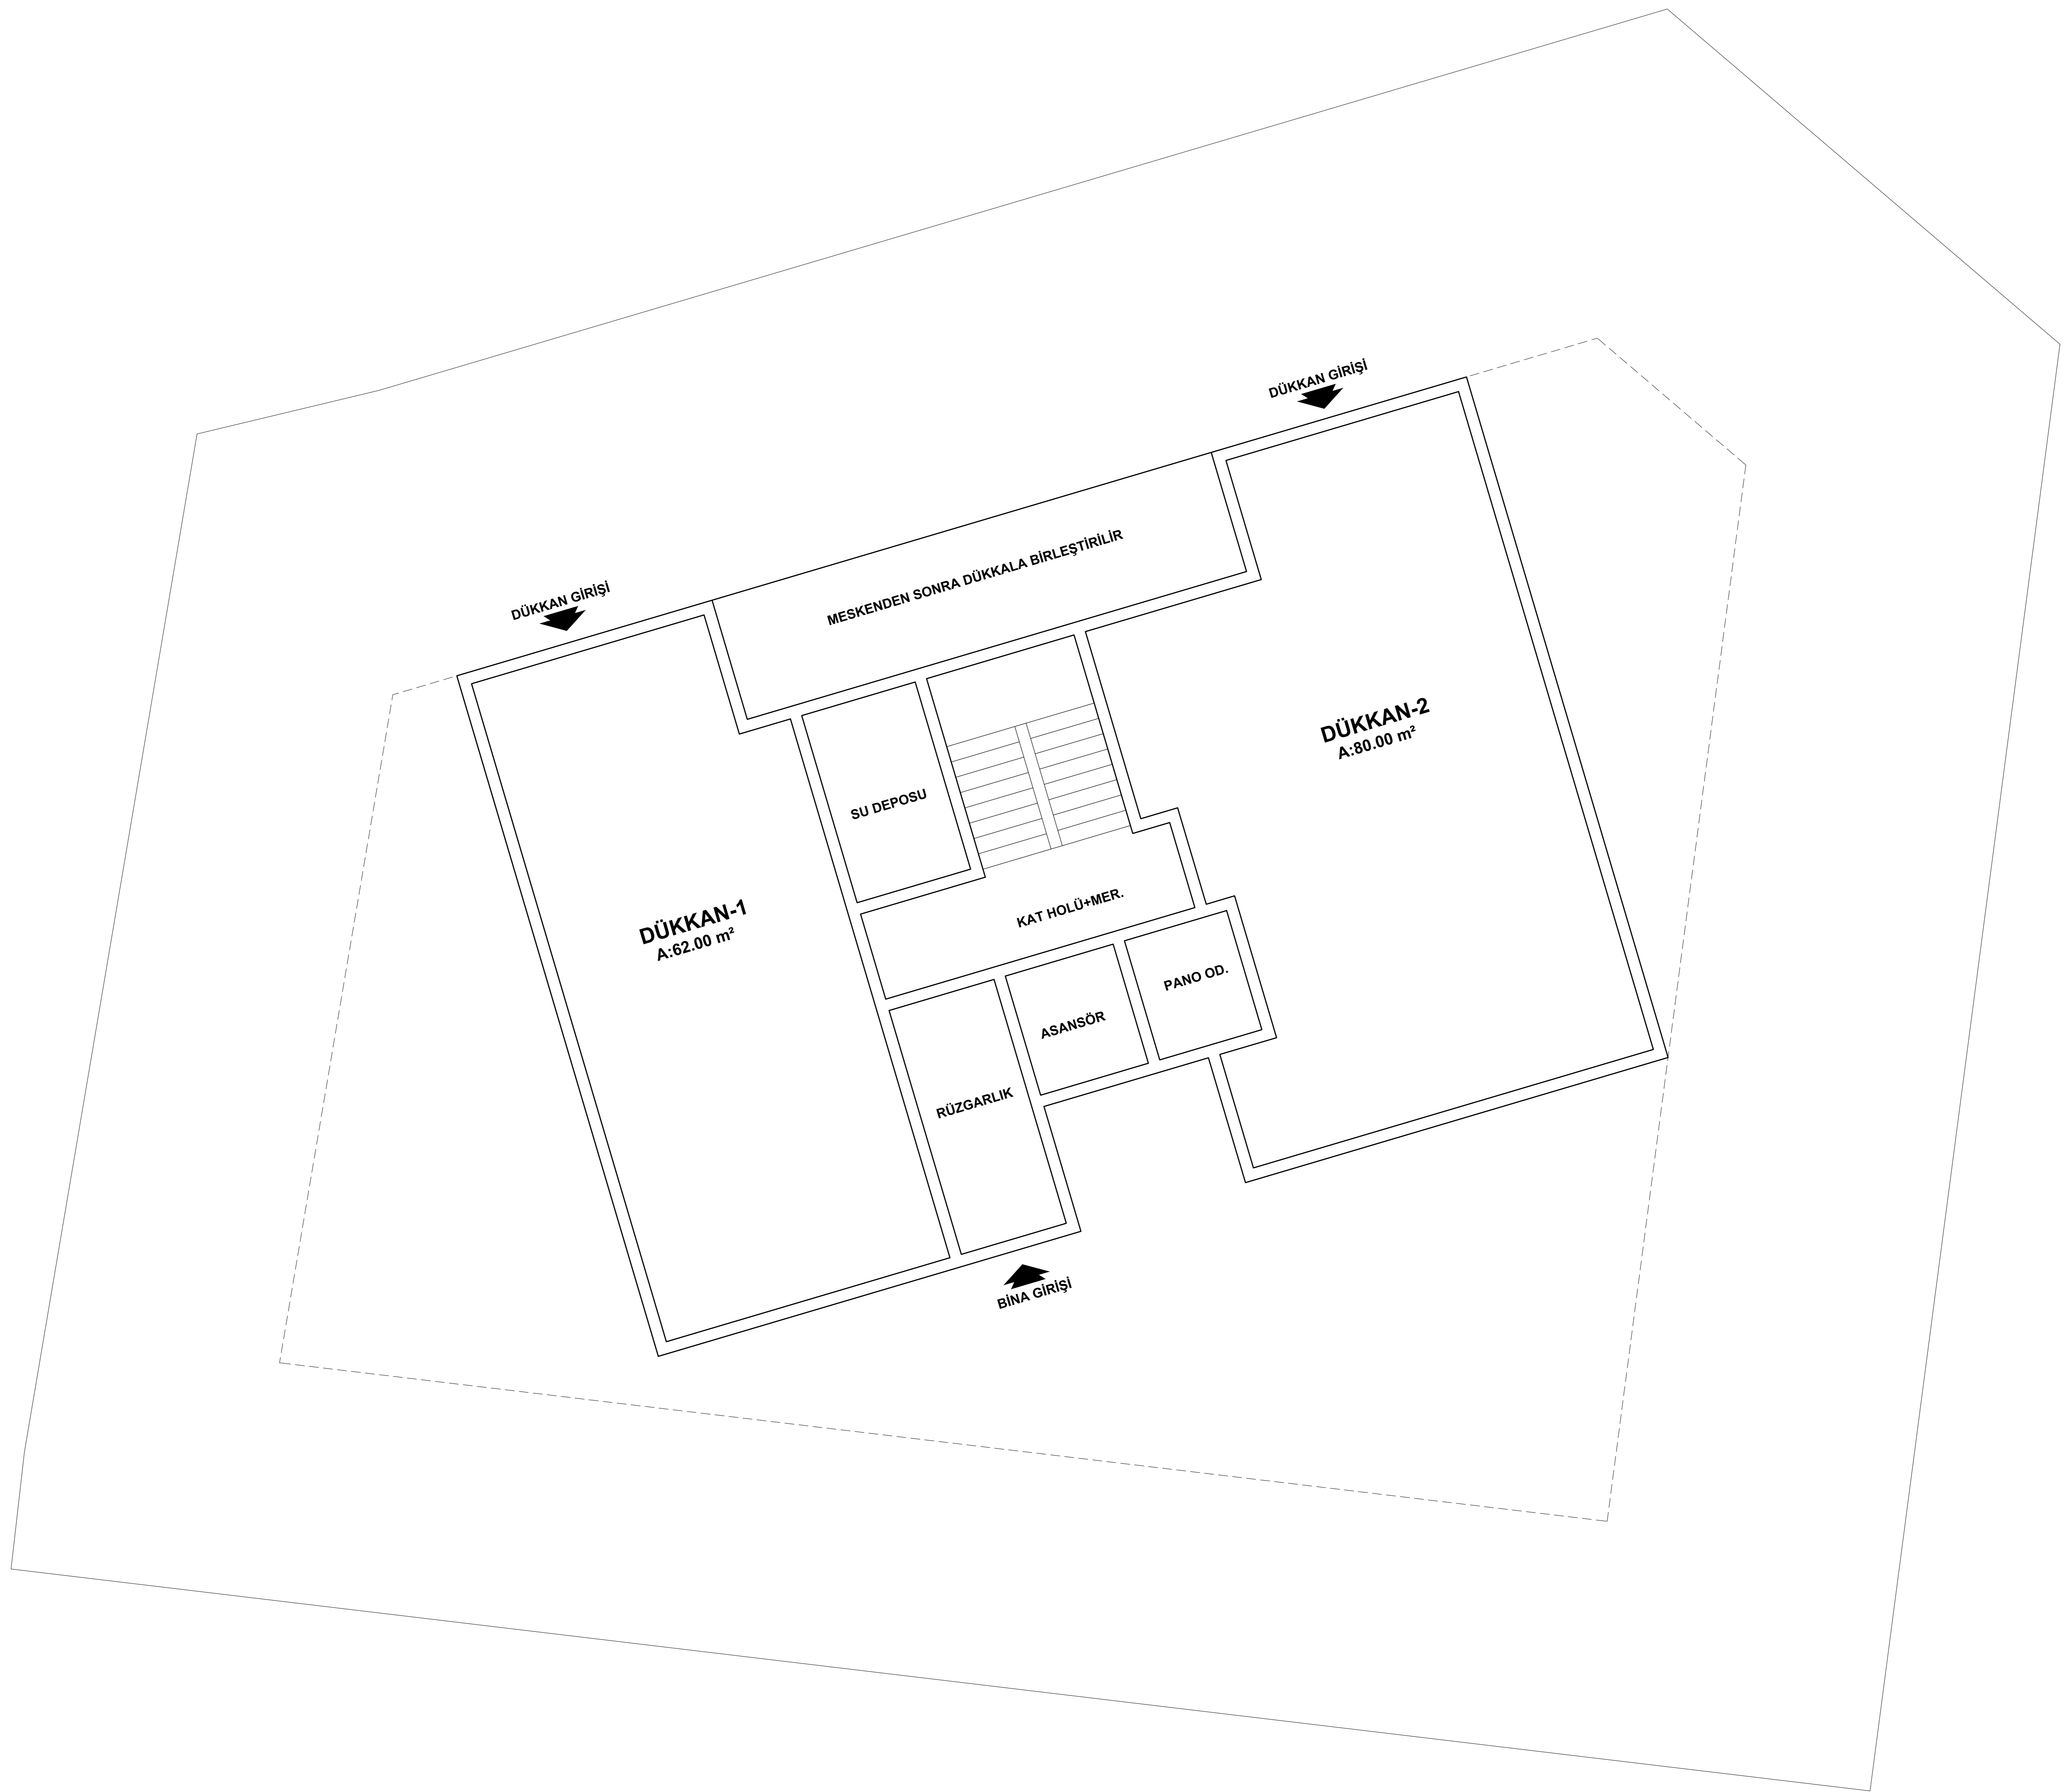 DÜKKAN GİRİŞİ
MESKENDEN SONRA DÜKKALA BİRLEŞTİRİLİR
DÜKKAN GİRİŞİ
DÜKKAN-2
A:80.00 m²
SU DEPOSU
DÜKKAN-1
A:62.00 m²
KAT HOLÜ+MER.
PANO OD.
ASANSÖR
RÜZGARLIK
BİNA GİRİŞİ